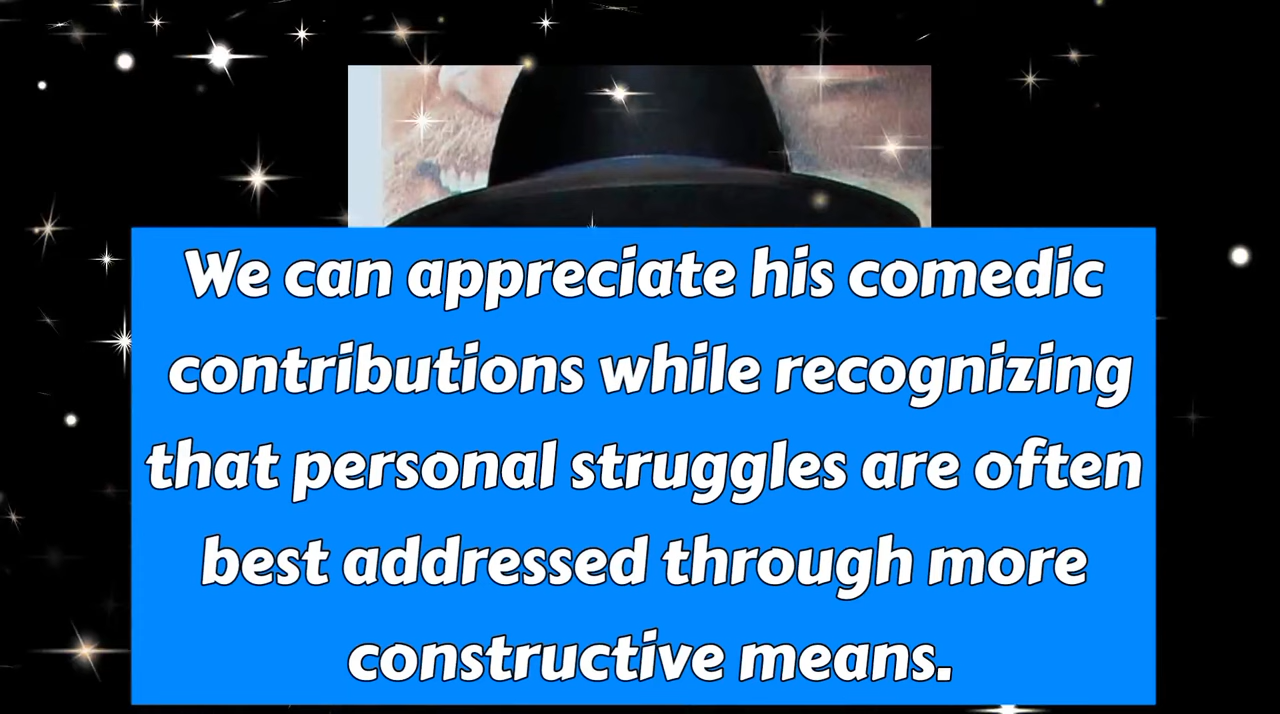 We can appreciate his comedic
contributions while recognizing
that personal struggles are often
best addressed through more
constructive means.